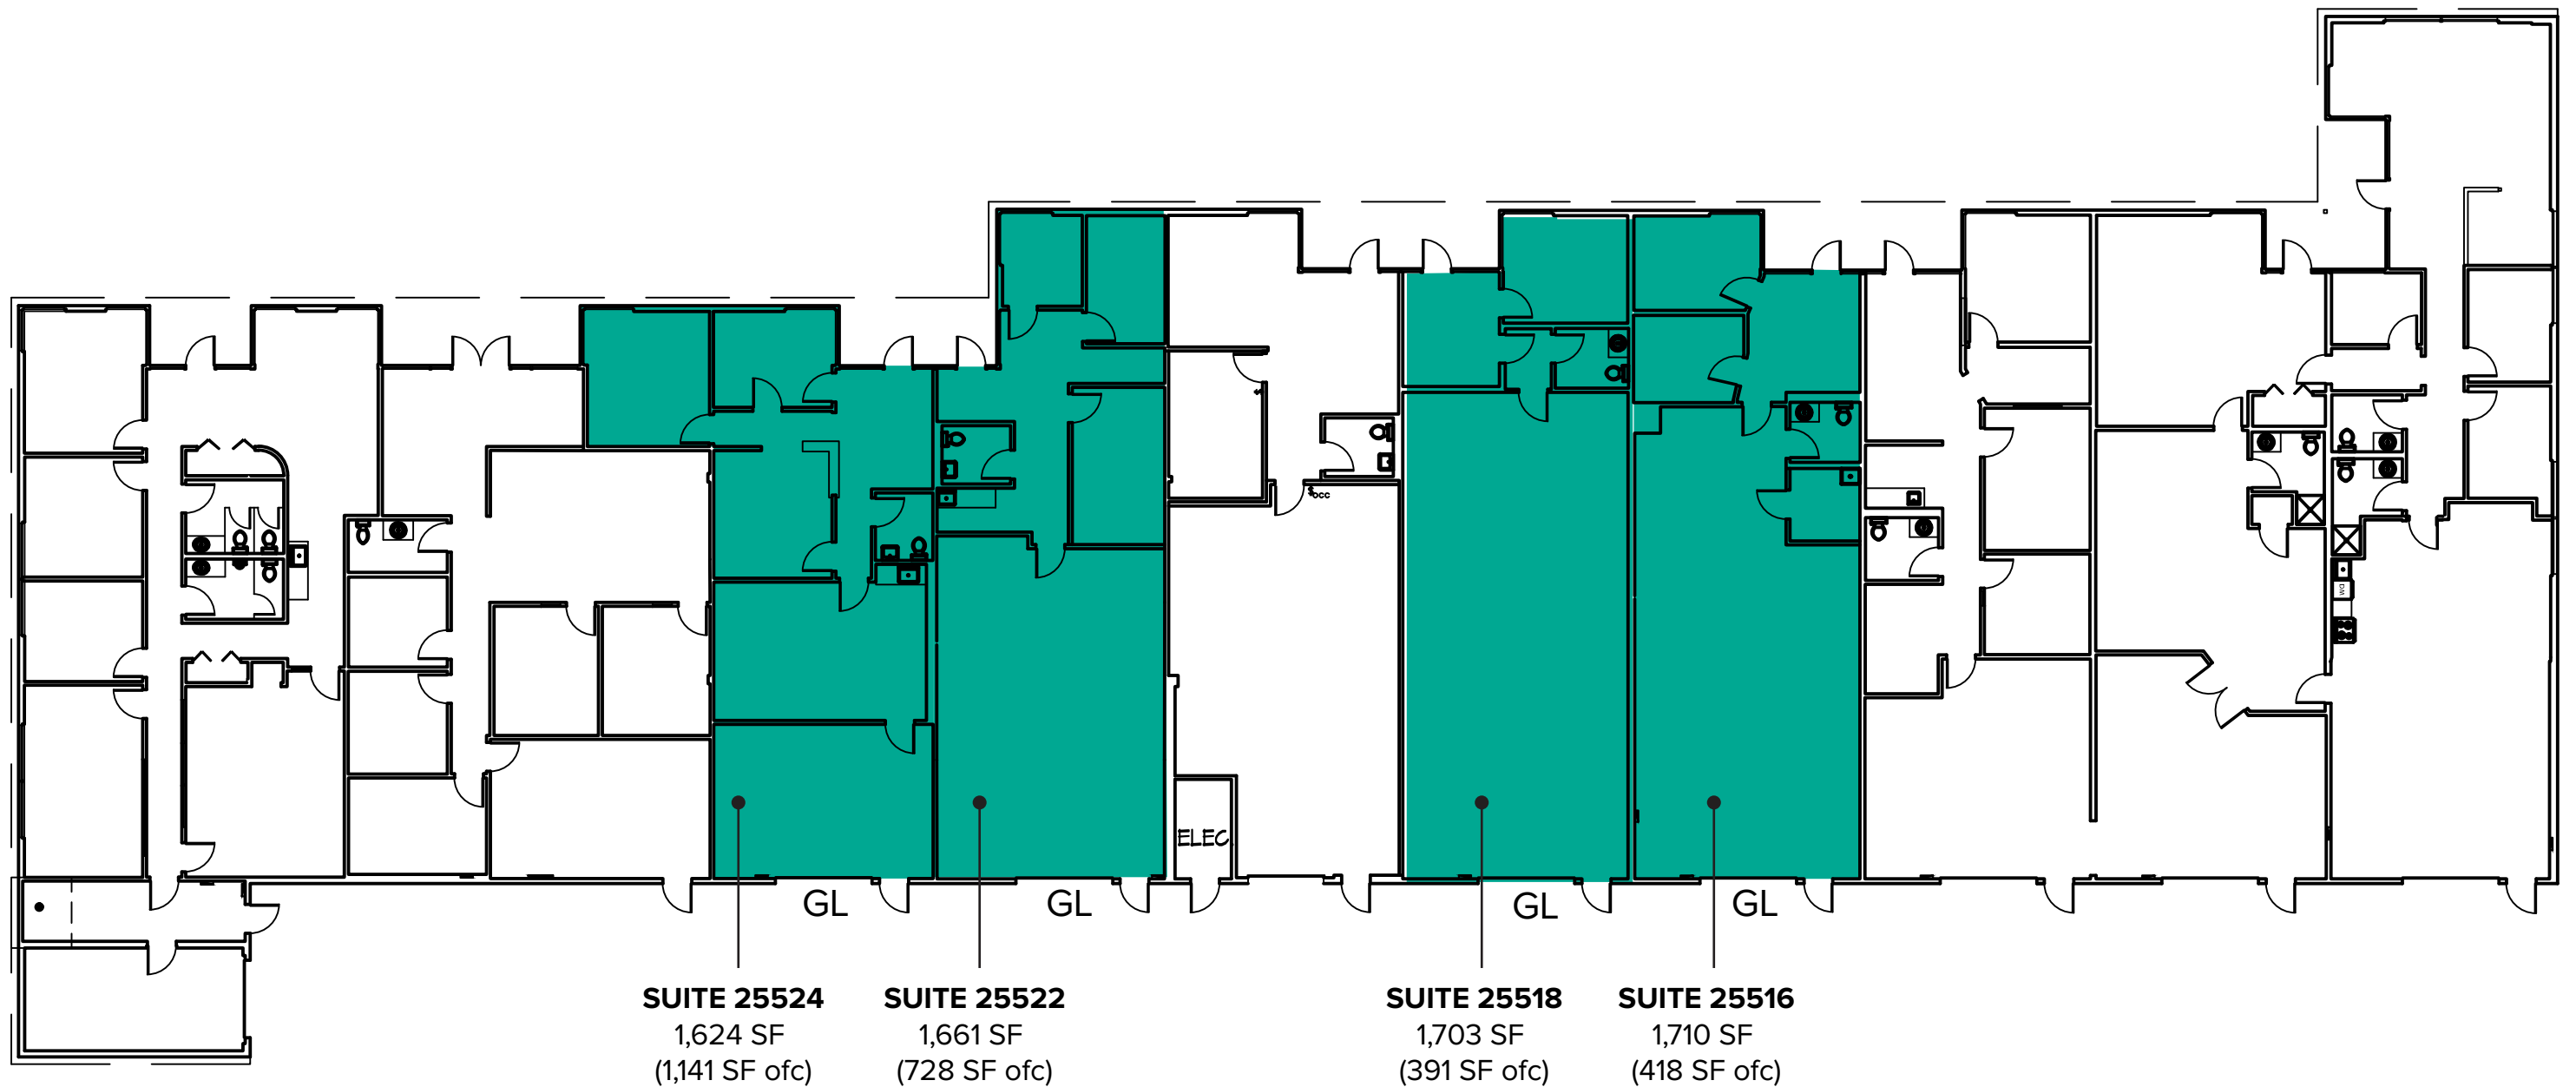 occ
DW
ELEC.
GL
GL
GL
GL
SUITE 25524
1,624 SF
(1,141 SF ofc)
SUITE 25522
1,661 SF
(728 SF ofc)
SUITE 25518
1,703 SF
(391 SF ofc)
SUITE 25516
1,710 SF
(418 SF ofc)